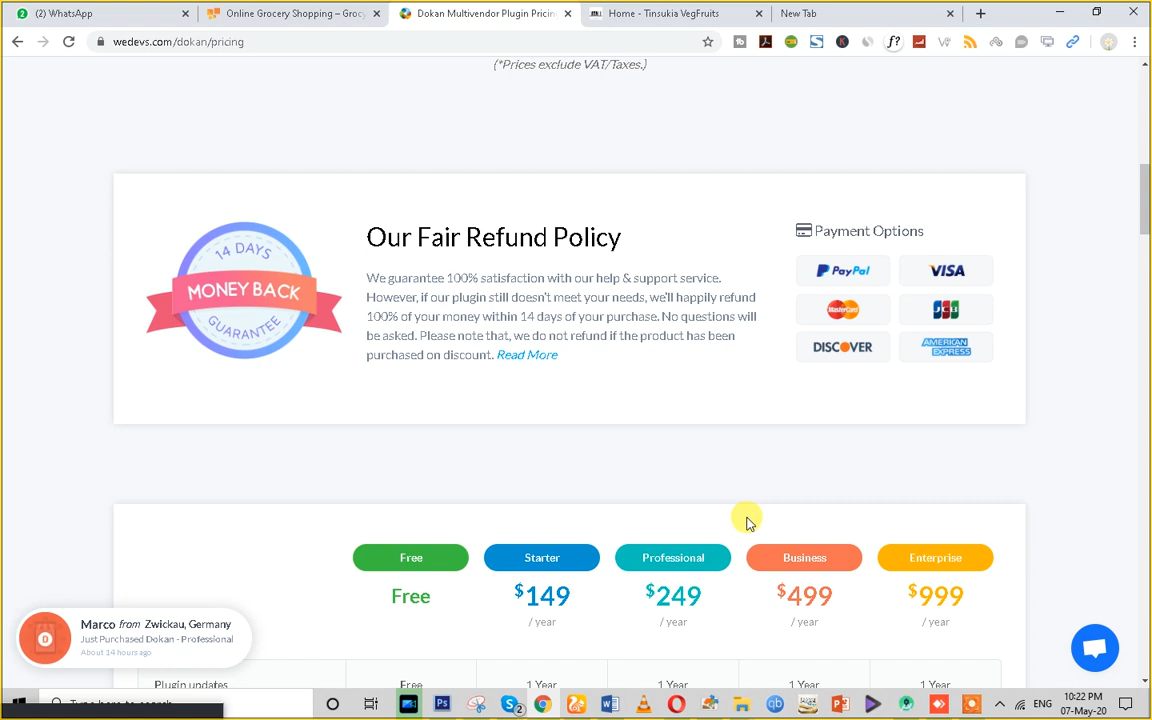 (2) WhatsApp
Online Grocery Shopping – Grocy
Dokan Multivendor Plugin Pricin
Home - Tinsukia VegFruits
New Tab
wedevs.com/dokan/pricing
(*Prices exclude VAT/Taxes.)
14 DAYS
MONEY BACK
GUARANTEE
Our Fair Refund Policy
We guarantee 100% satisfaction with our help & support service.
However, if our plugin still doesn't meet your needs, we'll happily refund
100% of your money within 14 days of your purchase. No questions will
be asked. Please note that, we do not refund if the product has been
purchased on discount. Read More
Payment Options
PayPal VISA
MasterCard JCB
DISCOVER AMERICAN EXPRESS
Free Starter Professional Business Enterprise
Free $149 $249 $499 $999
/ year / year / year / year
Plugin updates Free 1 Year 1 Year 1 Year 1 Year
Marco from Zwickau, Germany
Just Purchased Dokan - Professional
About 14 hours ago
Type here to search
ENG
10:22 PM
07-May-20